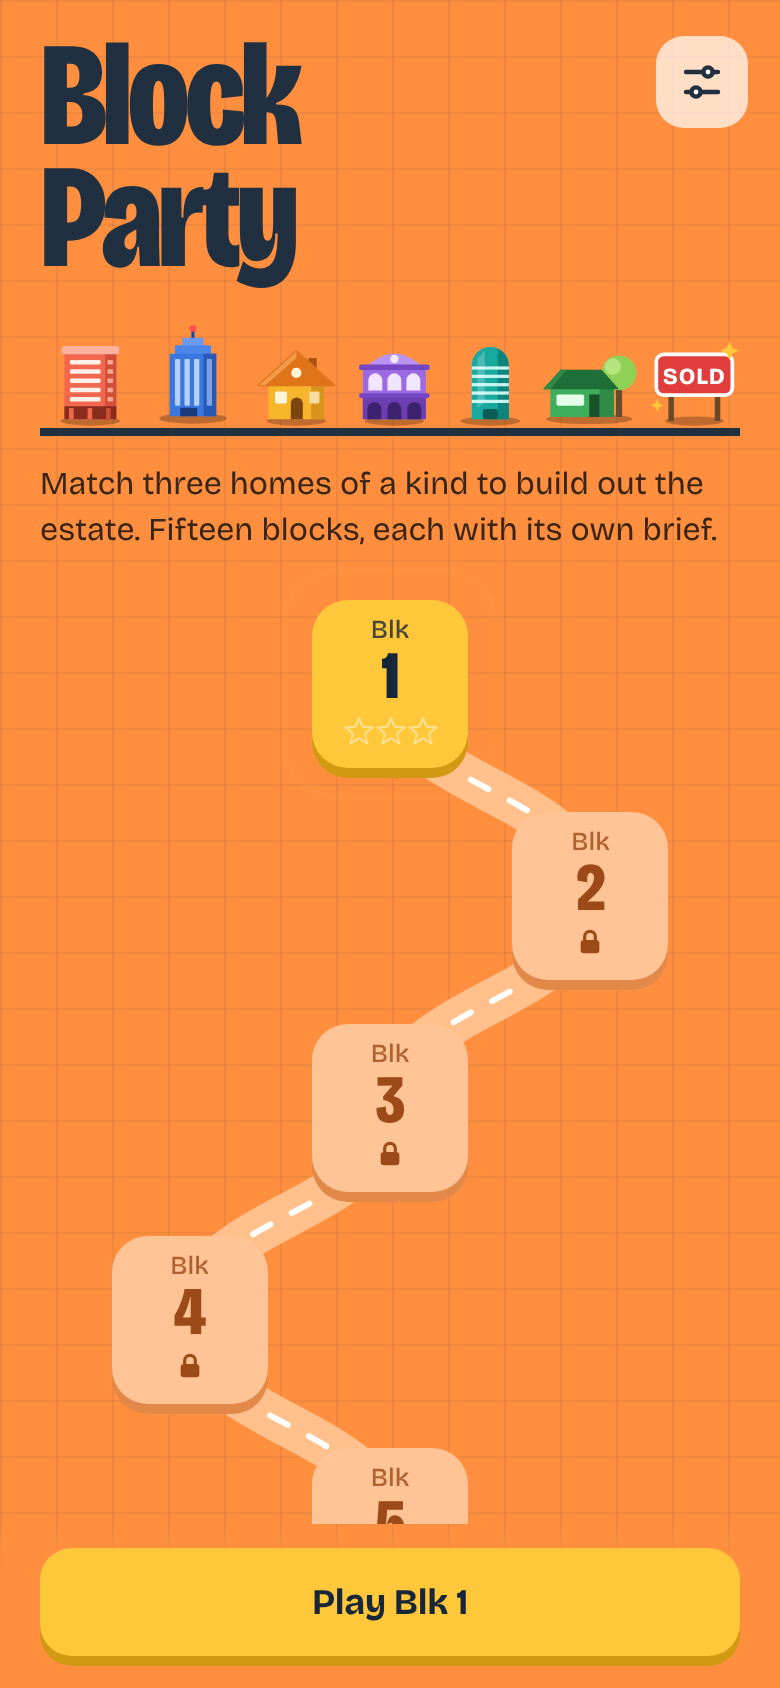 Block
Party
SOLD
Match three homes of a kind to build out the
estate. Fifteen blocks, each with its own brief.
Blk
1
Blk
2
Blk
3
Blk
4
Blk
5
Play Blk 1